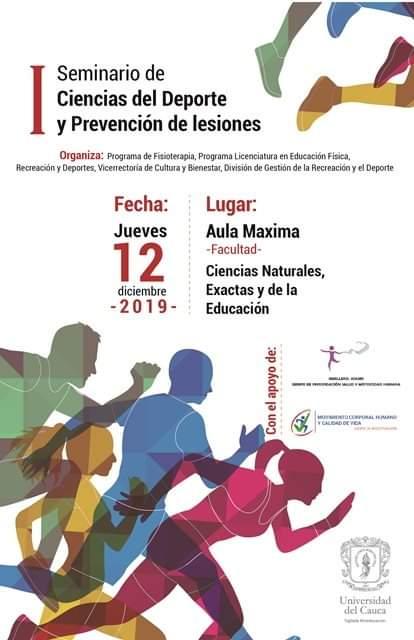 I
Seminario de
Ciencias del Deporte
y Prevención de lesiones
Organiza: Programa de Fisioterapia, Programa Licenciatura en Educación Física,
Recreación y Deportes, Vicerrectoría de Cultura y Bienestar, División de Gestión de la Recreación y el Deporte
Fecha:
Jueves
12
diciembre
-2019-
Lugar:
Aula Maxima
-Facultad-
Ciencias Naturales,
Exactas y de la
Educación
Con el apoyo de:
MOVIMIENTO CORPORAL HUMANO
Y CALIDAD DE VIDA
Universidad
del Cauca